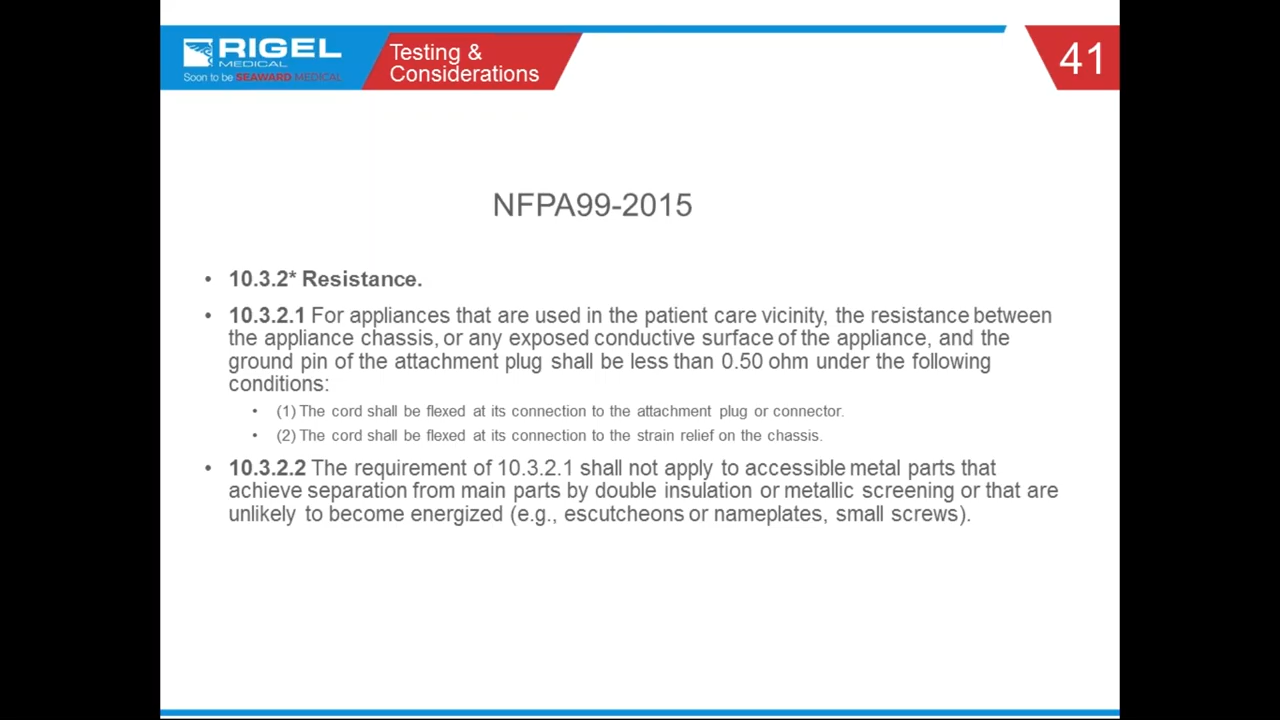 RIGEL
MEDICAL
Soon to be SEAWARD MEDICAL
Testing &
Considerations
41
NFPA99-2015
• 10.3.2* Resistance.
• 10.3.2.1 For appliances that are used in the patient care vicinity, the resistance between
the appliance chassis, or any exposed conductive surface of the appliance, and the
ground pin of the attachment plug shall be less than 0.50 ohm under the following
conditions:
• (1) The cord shall be flexed at its connection to the attachment plug or connector.
• (2) The cord shall be flexed at its connection to the strain relief on the chassis.
• 10.3.2.2 The requirement of 10.3.2.1 shall not apply to accessible metal parts that
achieve separation from main parts by double insulation or metallic screening or that are
unlikely to become energized (e.g., escutcheons or nameplates, small screws).